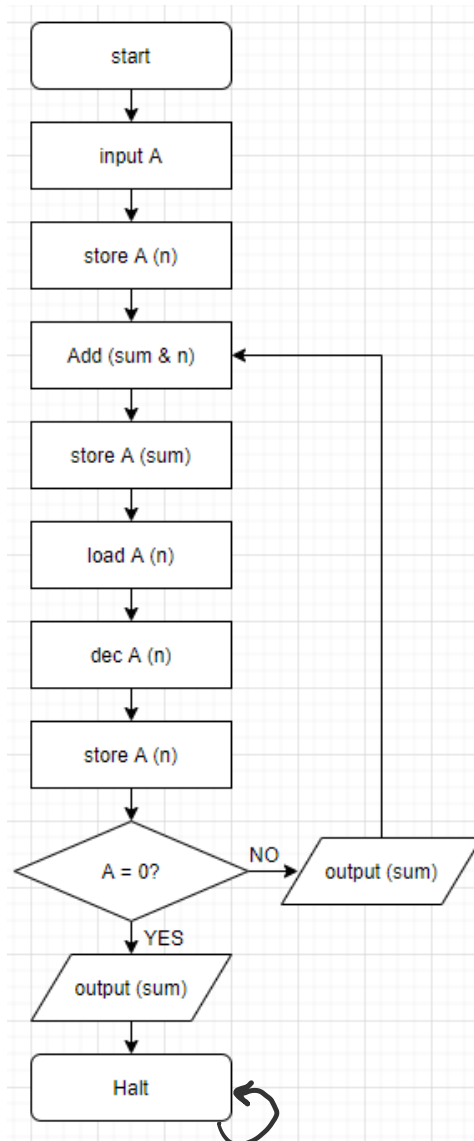 start
input A
store A (n)
Add (sum & n)
store A (sum)
load A (n)
dec A (n)
store A (n)
A = 0?
NO
output (sum)
YES
output (sum)
Halt